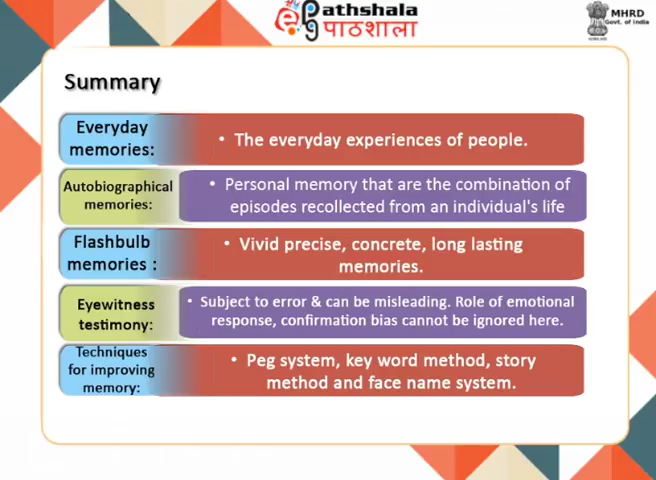 ePathshala
पाठशाला
MHRD
Govt. of India
Summary
Everyday
memories:
• The everyday experiences of people.
Autobiographical
memories:
• Personal memory that are the combination of
episodes recollected from an individual's life
Flashbulb
memories :
• Vivid precise, concrete, long lasting
memories.
Eyewitness
testimony:
• Subject to error & can be misleading. Role of emotional
response, confirmation bias cannot be ignored here.
Techniques
for improving
memory:
• Peg system, key word method, story
method and face name system.